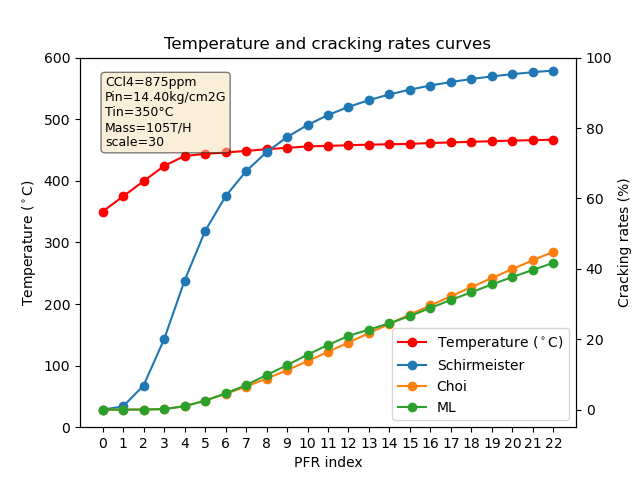 Temperature and cracking rates curves
CCl4=875ppm
Pin=14.40kg/cm2G
Tin=350°C
Mass=105T/H
scale=30
600
500
400
300
200
100
0
Temperature (°C)
100
80
60
40
20
0
Cracking rates (%)
Temperature (°C)
Schirmeister
Choi
ML
0 1 2 3 4 5 6 7 8 9 10 11 12 13 14 15 16 17 18 19 20 21 22
PFR index